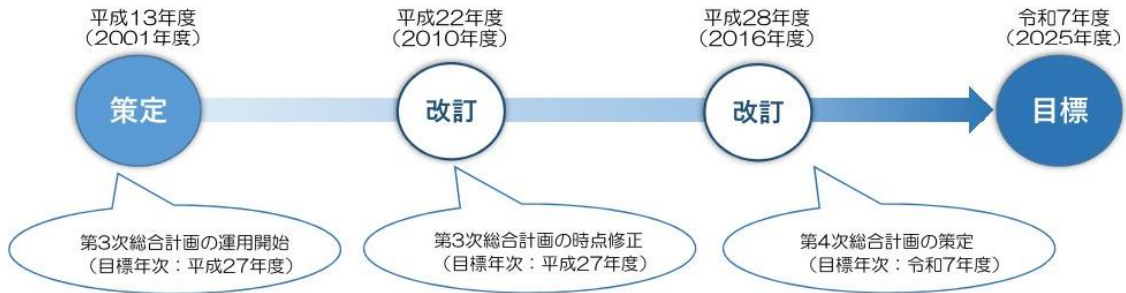 平成13年度
(2001年度)
平成22年度
(2010年度)
平成28年度
(2016年度)
令和7年度
(2025年度)
策定
改訂
改訂
目標
第3次総合計画の運用開始
(目標年次:平成27年度)
第3次総合計画の時点修正
(目標年次:平成27年度)
第4次総合計画の策定
(目標年次:令和7年度)